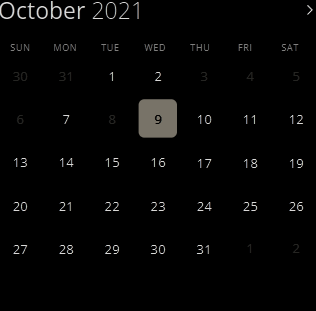 October 2021
SUN MON TUE WED THU FRI SAT
30 31 1 2 3 4 5
6 7 8 9 10 11 12
13 14 15 16 17 18 19
20 21 22 23 24 25 26
27 28 29 30 31 1 2